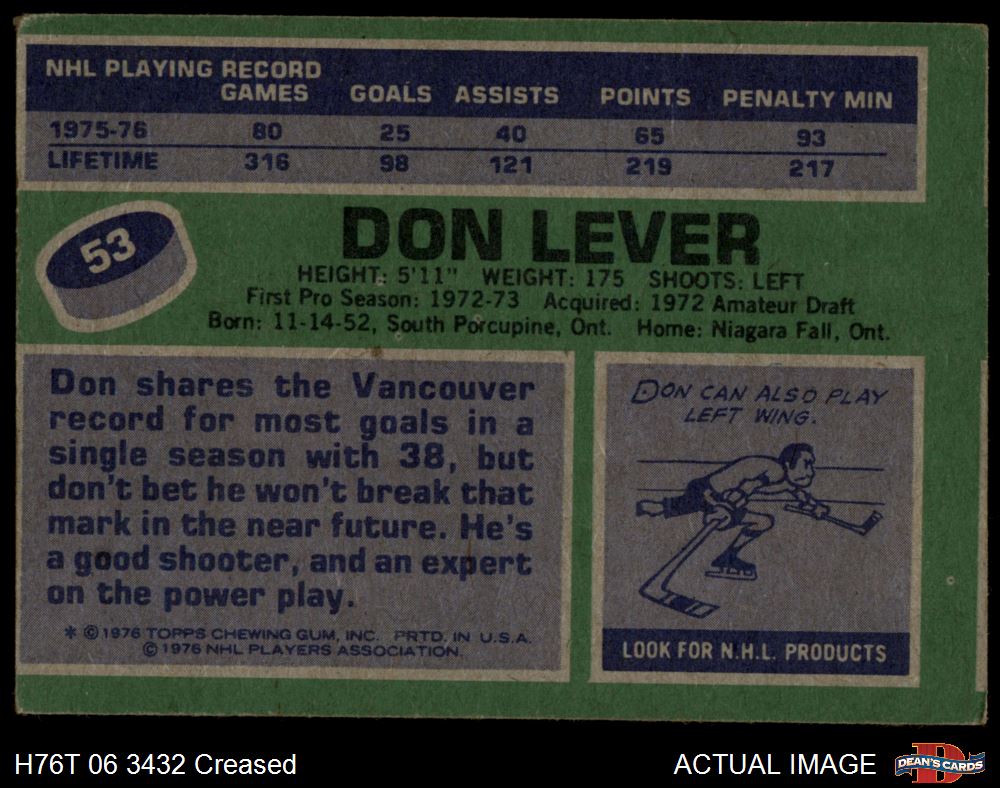 NHL PLAYING RECORD
GAMES GOALS ASSISTS POINTS PENALTY MIN
1975-76 80 25 40 65 93
LIFETIME 316 98 121 219 217
53
DON LEVER
HEIGHT: 5'11" WEIGHT: 175 SHOOTS: LEFT
First Pro Season: 1972-73 Acquired: 1972 Amateur Draft
Born: 11-14-52, South Porcupine, Ont. Home: Niagara Fall, Ont.
Don shares the Vancouver
record for most goals in a
single season with 38, but
don't bet he won't break that
mark in the near future. He's
a good shooter, and an expert
on the power play.
* © 1976 TOPPS CHEWING GUM, INC. PRTD. IN U.S.A.
© 1976 NHL PLAYERS ASSOCIATION.
DON CAN ALSO PLAY
LEFT WING.
LOOK FOR N.H.L. PRODUCTS
H76T 06 3432 Creased
ACTUAL IMAGE
D
DEAN'S CARDS